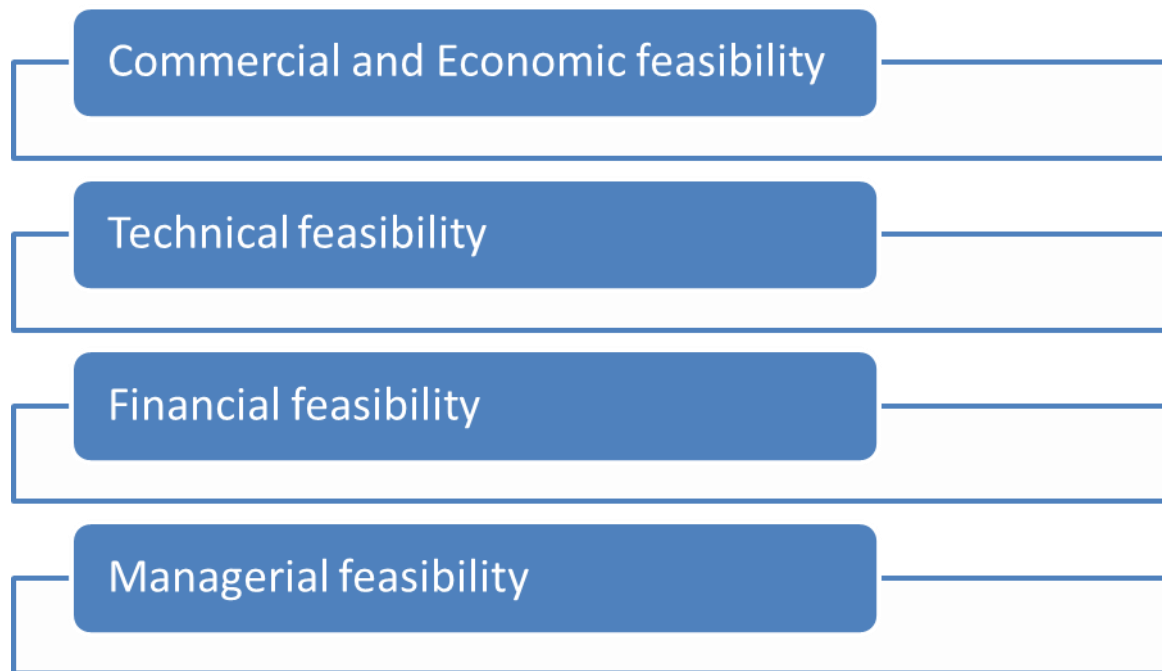 Commercial and Economic feasibility
Technical feasibility
Financial feasibility
Managerial feasibility